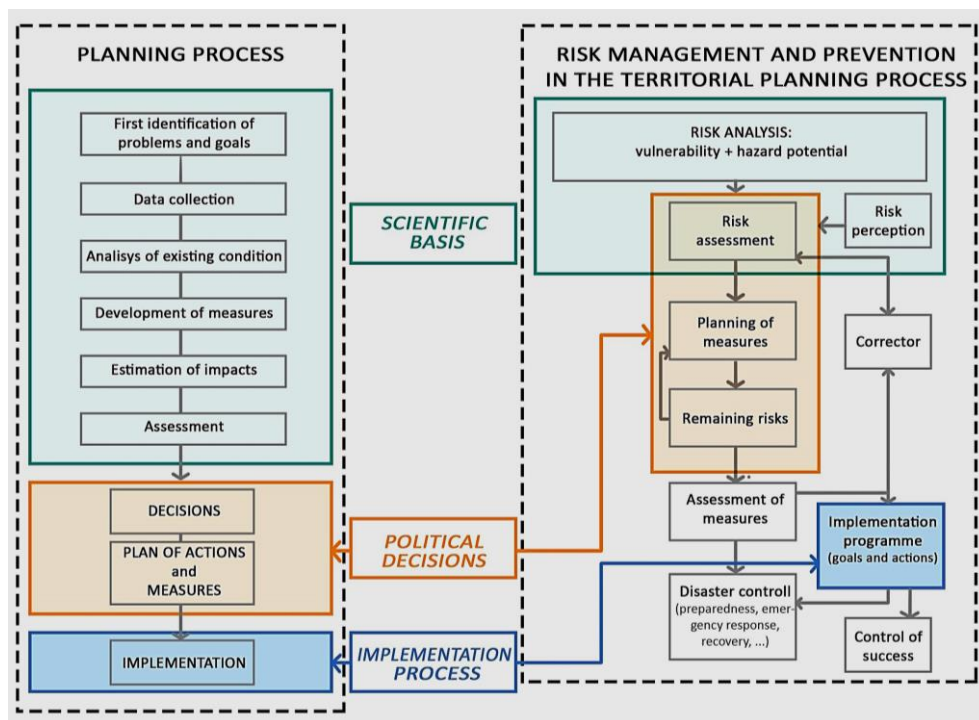 PLANNING PROCESS
First identification of
problems and goals
Data collection
Analisys of existing condition
Development of measures
Estimation of impacts
Assessment
DECISIONS
PLAN OF ACTIONS
and
MEASURES
IMPLEMENTATION
SCIENTIFIC
BASIS
POLITICAL
DECISIONS
IMPLEMENTATION
PROCESS
RISK MANAGEMENT AND PREVENTION
IN THE TERRITORIAL PLANNING PROCESS
RISK ANALYSIS:
vulnerability + hazard potential
Risk
assessment
Risk
perception
Planning of
measures
Corrector
Remaining risks
Assessment of
measures
Implementation
programme
(goals and actions)
Disaster controll
(preparedness, emer-
gency response,
recovery, ...)
Control of
success